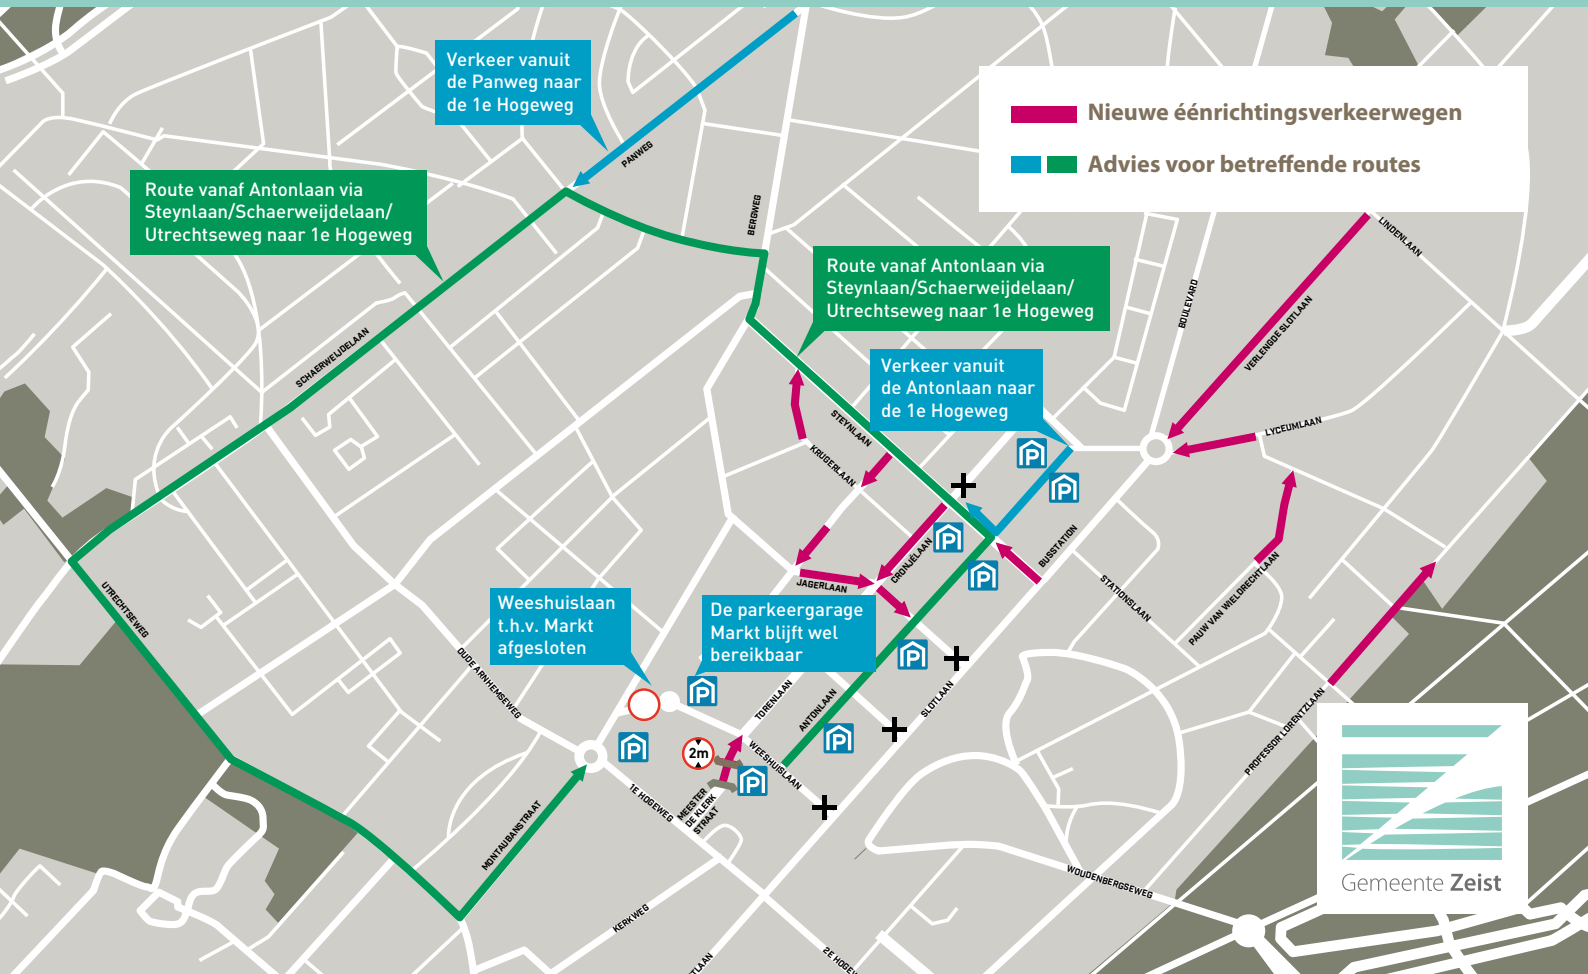 Verkeer vanuit
de Panweg naar
de 1e Hogeweg
Nieuwe éénrichtingsverkeerwegen
Advies voor betreffende routes
PANWEG
Route vanaf Antonlaan via
Steynlaan/Schaerweijdelaan/
Utrechtseweg naar 1e Hogeweg
BERGWEG
LINDENLAAN
Route vanaf Antonlaan via
Steynlaan/Schaerweijdelaan/
Utrechtseweg naar 1e Hogeweg
BOULEVARD
VERLENGDE SLOTLAAN
SCHAERWEIJDELAAN
Verkeer vanuit
de Antonlaan naar
de 1e Hogeweg
STEYNLAAN
LYCEUMLAAN
KRUGERLAAN
P
P
P
CRONJÉLAAN
BUSSTATION
P
JAGERLAAN
STATIONSLAAN
PAUW VAN WIELDRECHTLAAN
UTRECHTSEWEG
Weeshuislaan
t.h.v. Markt
afgesloten
De parkeergarage
Markt blijft wel
bereikbaar
OUDE ARNHEMSEWEG
P
P
TORENLAAN
ANTONLAAN
SLOTLAAN
PROFESSOR LORENTZLAAN
P
P
2m
WEESHUISLAAN
P
1E HOGEWEG
MEESTER
DE KLERK
STRAAT
MONTAUBANSTRAAT
WOUDENBERGSEWEG
Gemeente Zeist
KERKWEG
2E HOGEW
TLAAN